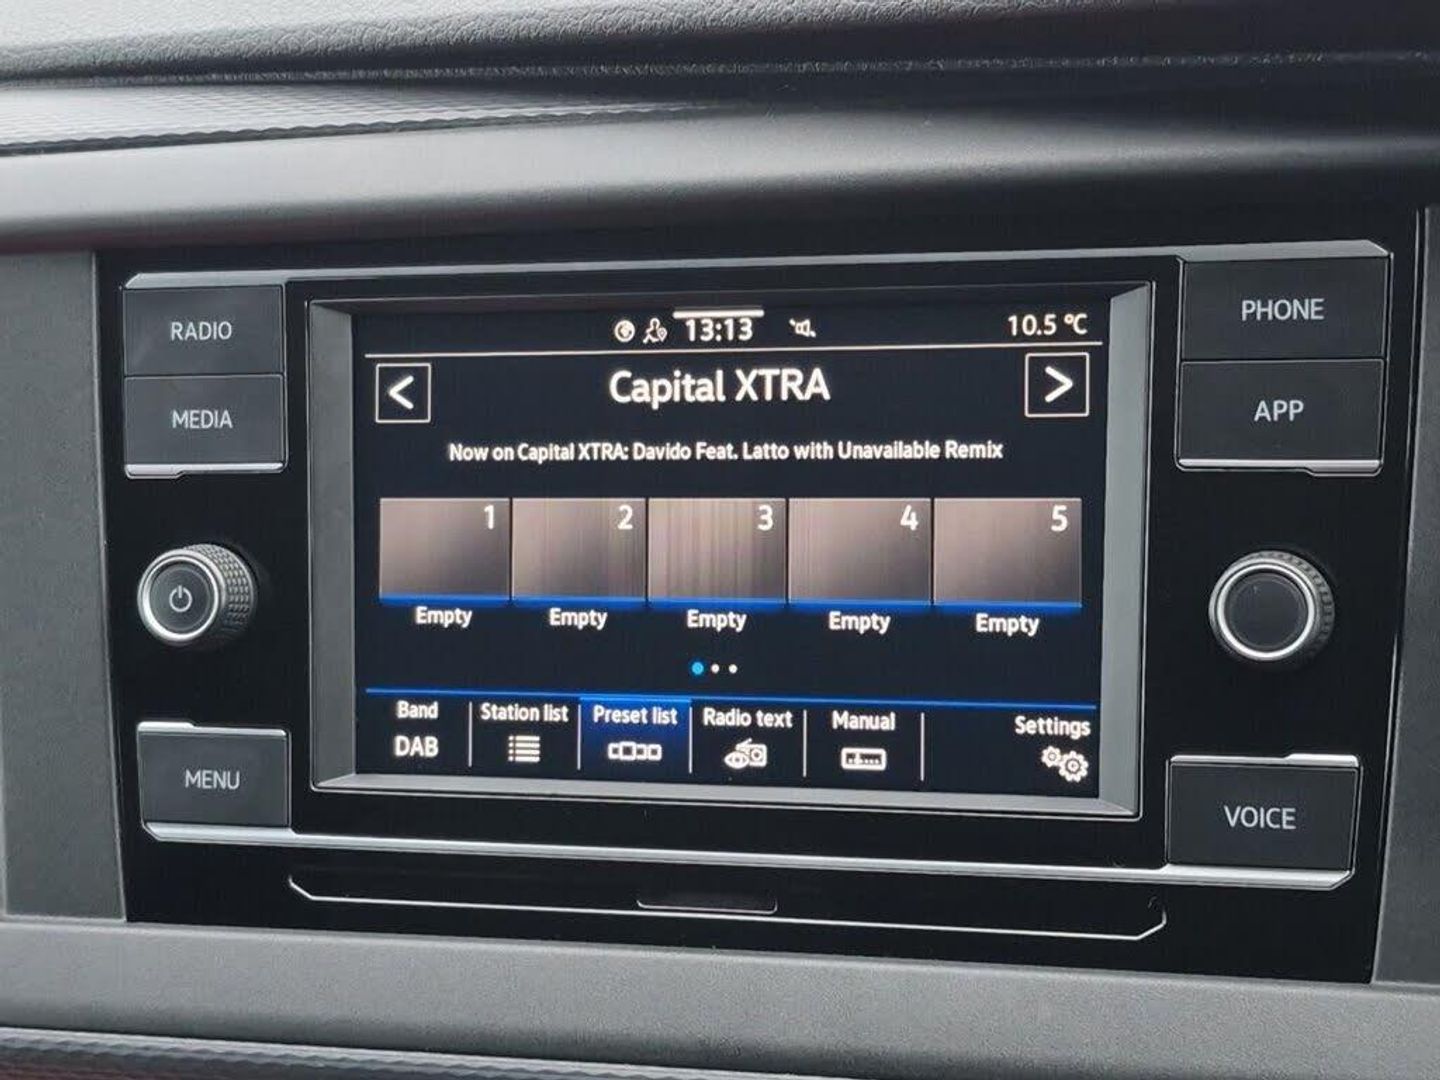 RADIO
MEDIA
MENU
PHONE
APP
VOICE
13:13
10.5 °C
<
Capital XTRA
>
Now on Capital XTRA: Davido Feat. Latto with Unavailable Remix
1 2 3 4 5
Empty Empty Empty Empty Empty
Band Station list Preset list Radio text Manual Settings
DAB